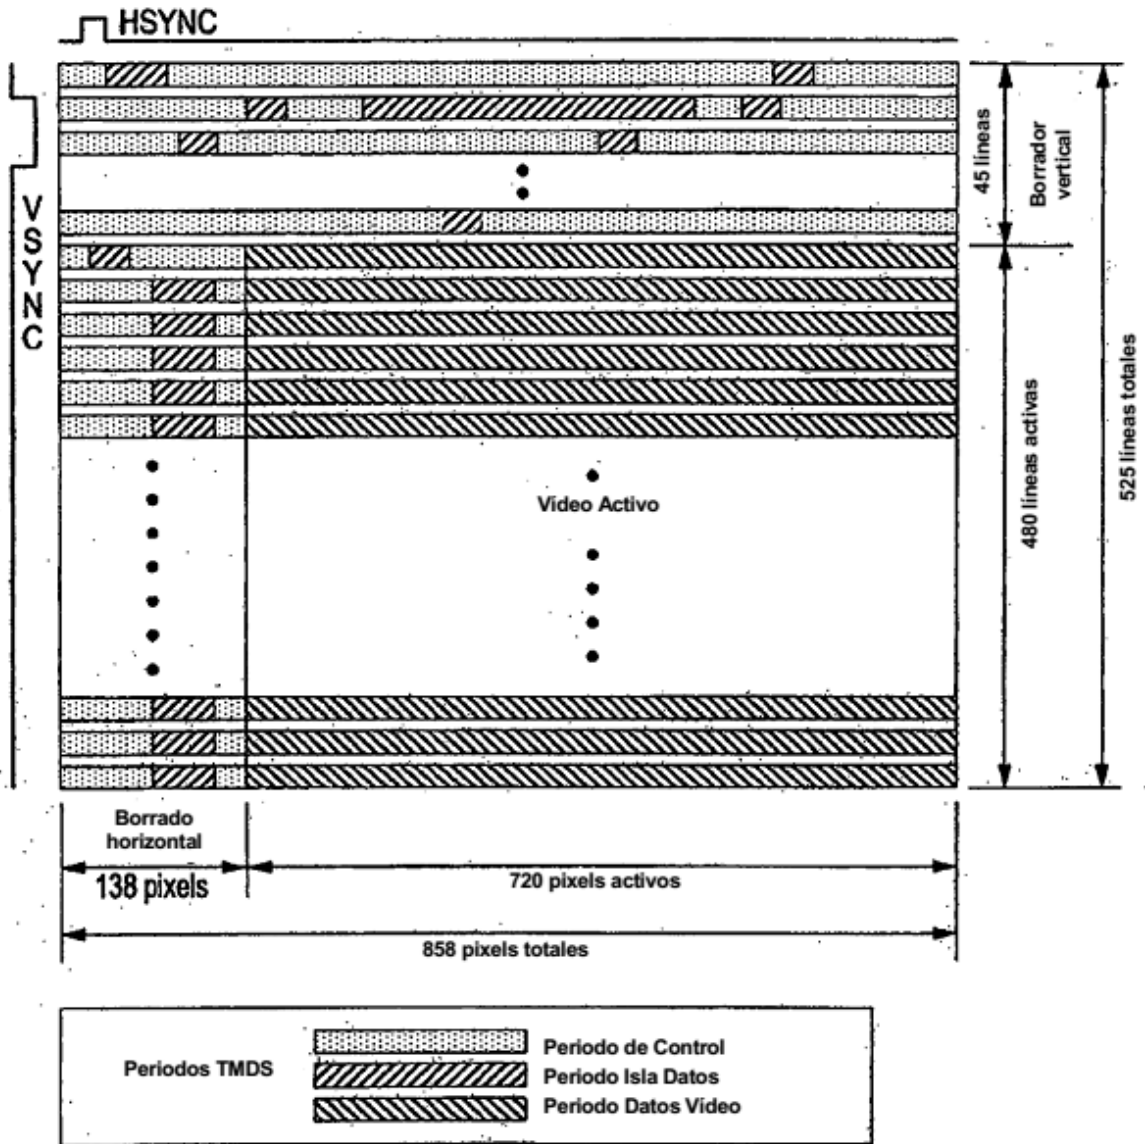 HSYNC
VSYNC
45 líneas
Borrador
vertical
480 líneas activas
525 líneas totales
Vídeo Activo
Borrado
horizontal
138 pixels
720 pixels activos
858 pixels totales
Periodos TMDS
Periodo de Control
Periodo Isla Datos
Periodo Datos Vídeo